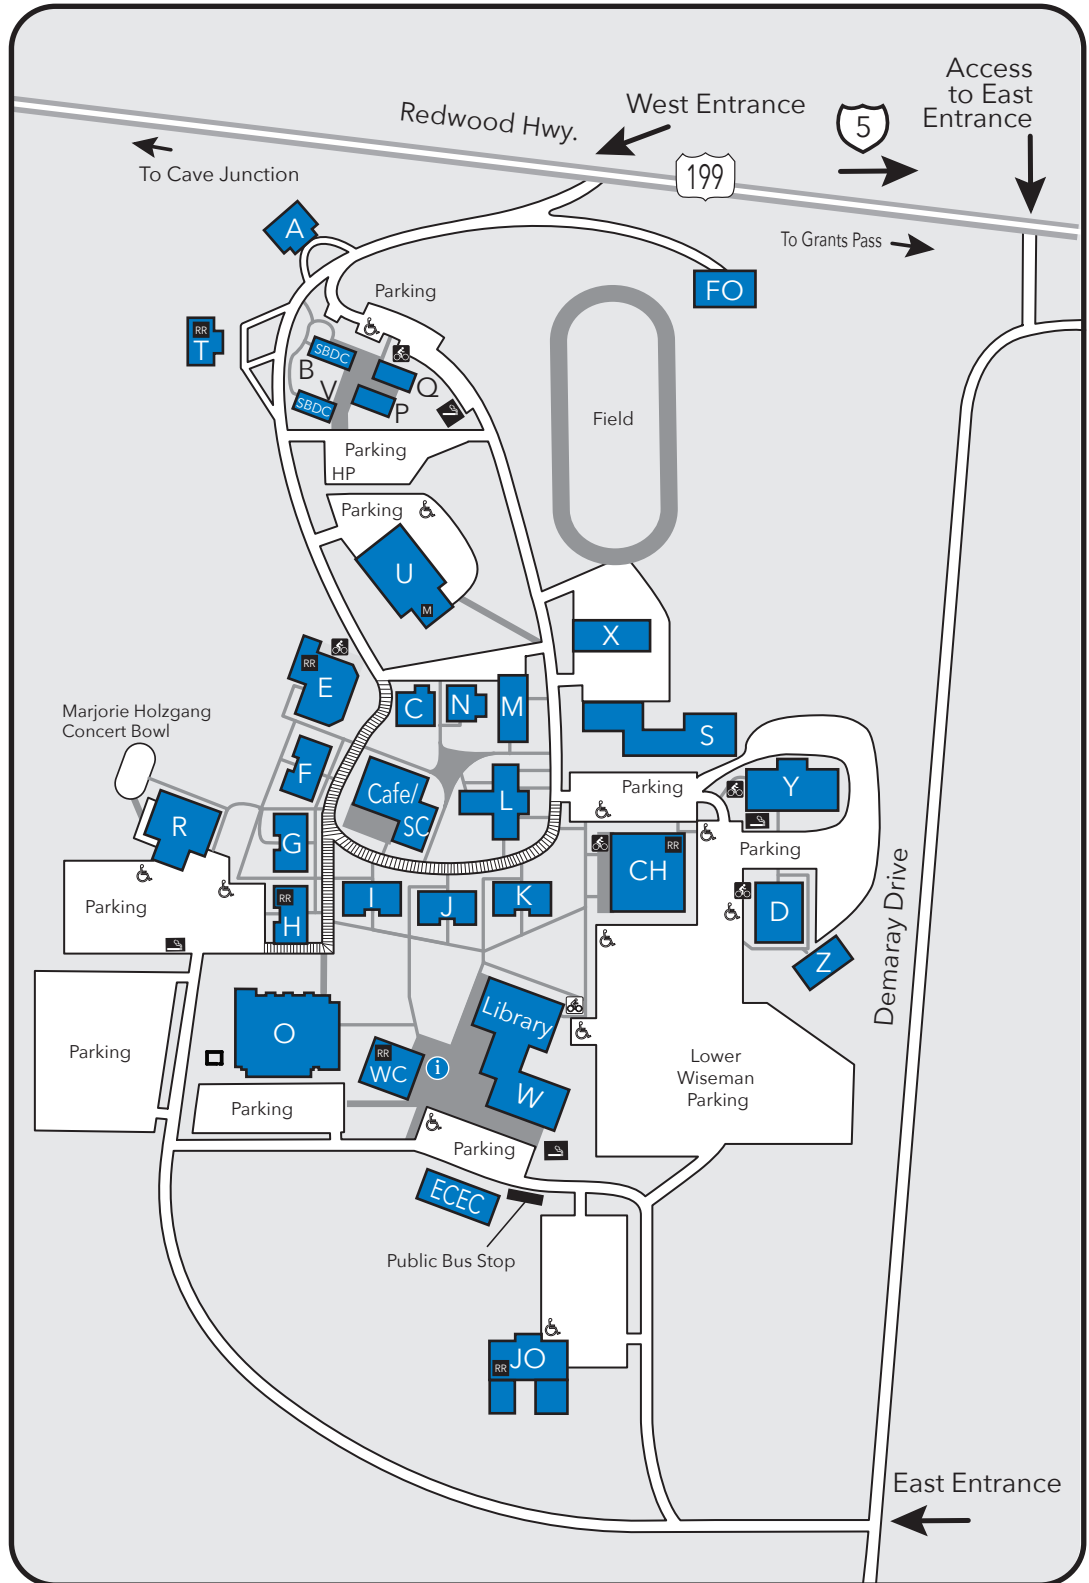 Access
to East
Entrance
West Entrance
Redwood Hwy.
5
199
To Cave Junction
To Grants Pass
A
FO
Parking
RR
T
SBDC
B
V
Q
SBDC
P
Field
Parking
HP
Parking
U
M
X
RR
E
C
N
M
Marjorie Holzgang
Concert Bowl
S
F
Cafe/
SC
L
Parking
Y
R
G
RR
CH
Parking
Parking
RR
H
I
J
K
D
Z
Demaray Drive
Library
O
Parking
RR
WC
i
W
Lower
Wiseman
Parking
Parking
Parking
ECEC
Public Bus Stop
RR
JO
East Entrance